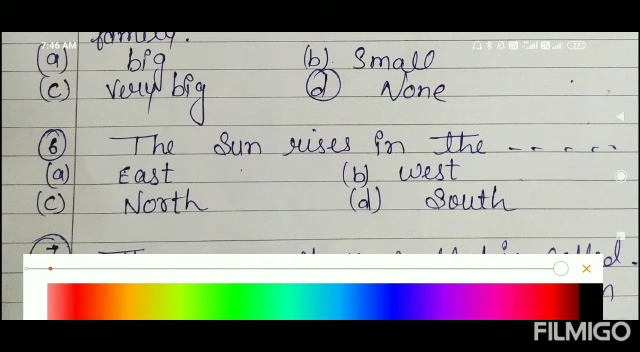 family.
(a) big (b) Small
(c) very big (d) None
7:46 AM
(6) The Sun rises in the -----
(a) East (b) West
(c) North (d) South
(7)
FILMIGO